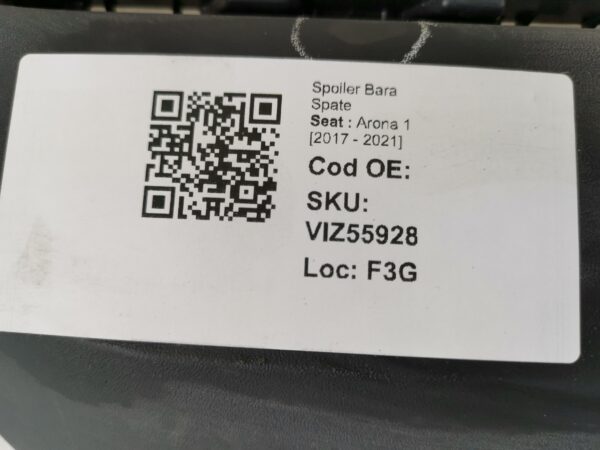 Spoiler Bara
Spate
Seat : Arona 1
[2017 - 2021]
Cod OE:
SKU:
VIZ55928
Loc: F3G